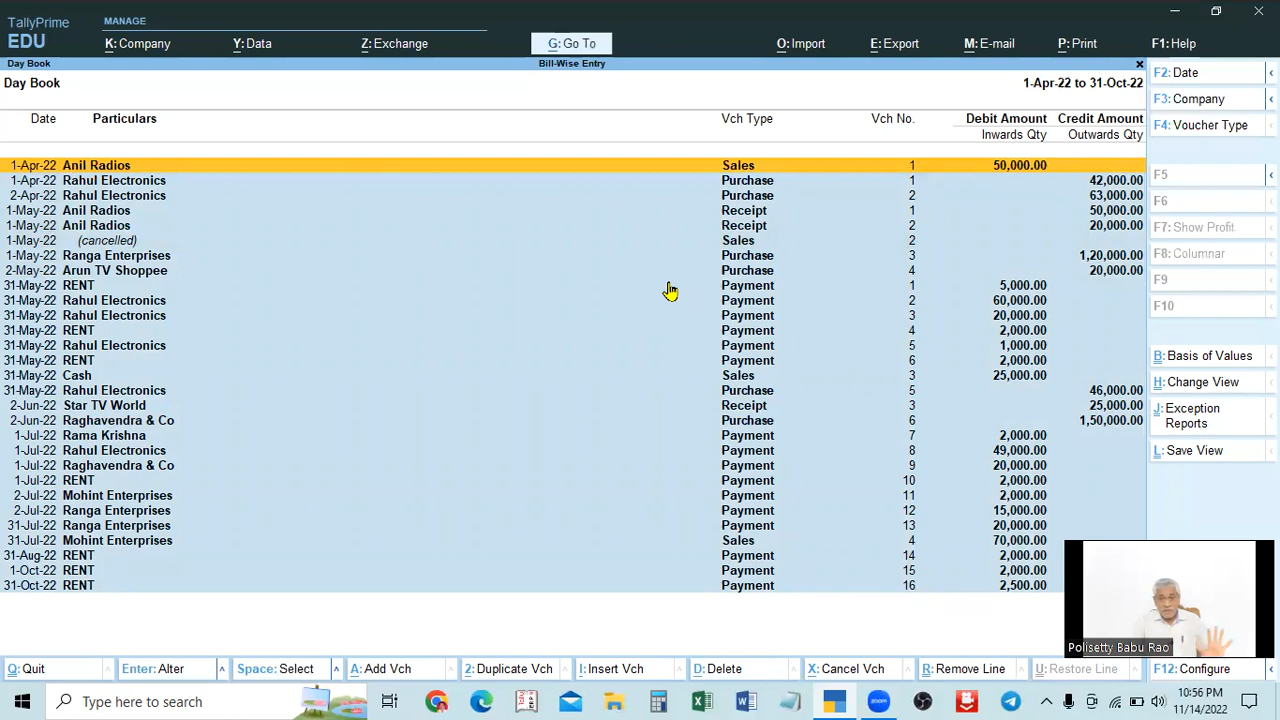 TallyPrime
MANAGE
EDU
K: Company
Y: Data
Z: Exchange
G: Go To
O: Import
E: Export
M: E-mail
P: Print
F1: Help
Day Book
Bill-Wise Entry
Day Book
1-Apr-22 to 31-Oct-22
Date Particulars Vch Type Vch No. Debit Amount Credit Amount
Inwards Qty Outwards Qty
1-Apr-22 Anil Radios Sales 1 50,000.00
1-Apr-22 Rahul Electronics Purchase 1 42,000.00
2-Apr-22 Rahul Electronics Purchase 2 63,000.00
1-May-22 Anil Radios Receipt 1 50,000.00
1-May-22 Anil Radios Receipt 2 20,000.00
1-May-22 (cancelled) Sales 2
1-May-22 Ranga Enterprises Purchase 3 1,20,000.00
2-May-22 Arun TV Shoppee Purchase 4 20,000.00
31-May-22 RENT Payment 1 5,000.00
31-May-22 Rahul Electronics Payment 2 60,000.00
31-May-22 Rahul Electronics Payment 3 20,000.00
31-May-22 RENT Payment 4 2,000.00
31-May-22 Rahul Electronics Payment 5 1,000.00
31-May-22 RENT Payment 6 2,000.00
31-May-22 Cash Sales 3 25,000.00
31-May-22 Rahul Electronics Purchase 5 46,000.00
2-Jun-22 Star TV World Receipt 3 25,000.00
2-Jun-22 Raghavendra & Co Purchase 6 1,50,000.00
1-Jul-22 Rama Krishna Payment 7 2,000.00
1-Jul-22 Rahul Electronics Payment 8 49,000.00
1-Jul-22 Raghavendra & Co Payment 9 20,000.00
1-Jul-22 RENT Payment 10 2,000.00
2-Jul-22 Mohint Enterprises Payment 11 2,000.00
2-Jul-22 Ranga Enterprises Payment 12 15,000.00
31-Jul-22 Ranga Enterprises Payment 13 20,000.00
31-Jul-22 Mohint Enterprises Sales 4 70,000.00
31-Aug-22 RENT Payment 14 2,000.00
1-Oct-22 RENT Payment 15 2,000.00
31-Oct-22 RENT Payment 16 2,500.00
F2: Date
F3: Company
F4: Voucher Type
F5
F6
F7: Show Profit
F8: Columnar
F9
F10
B: Basis of Values
H: Change View
J: Exception
Reports
L: Save View
Polisetty Babu Rao
Q: Quit
Enter: Alter
Space: Select
A: Add Vch
2: Duplicate Vch
I: Insert Vch
D: Delete
X: Cancel Vch
R: Remove Line
U: Restore Line
F12: Configure
Type here to search
zoom
10:56 PM
11/14/2022